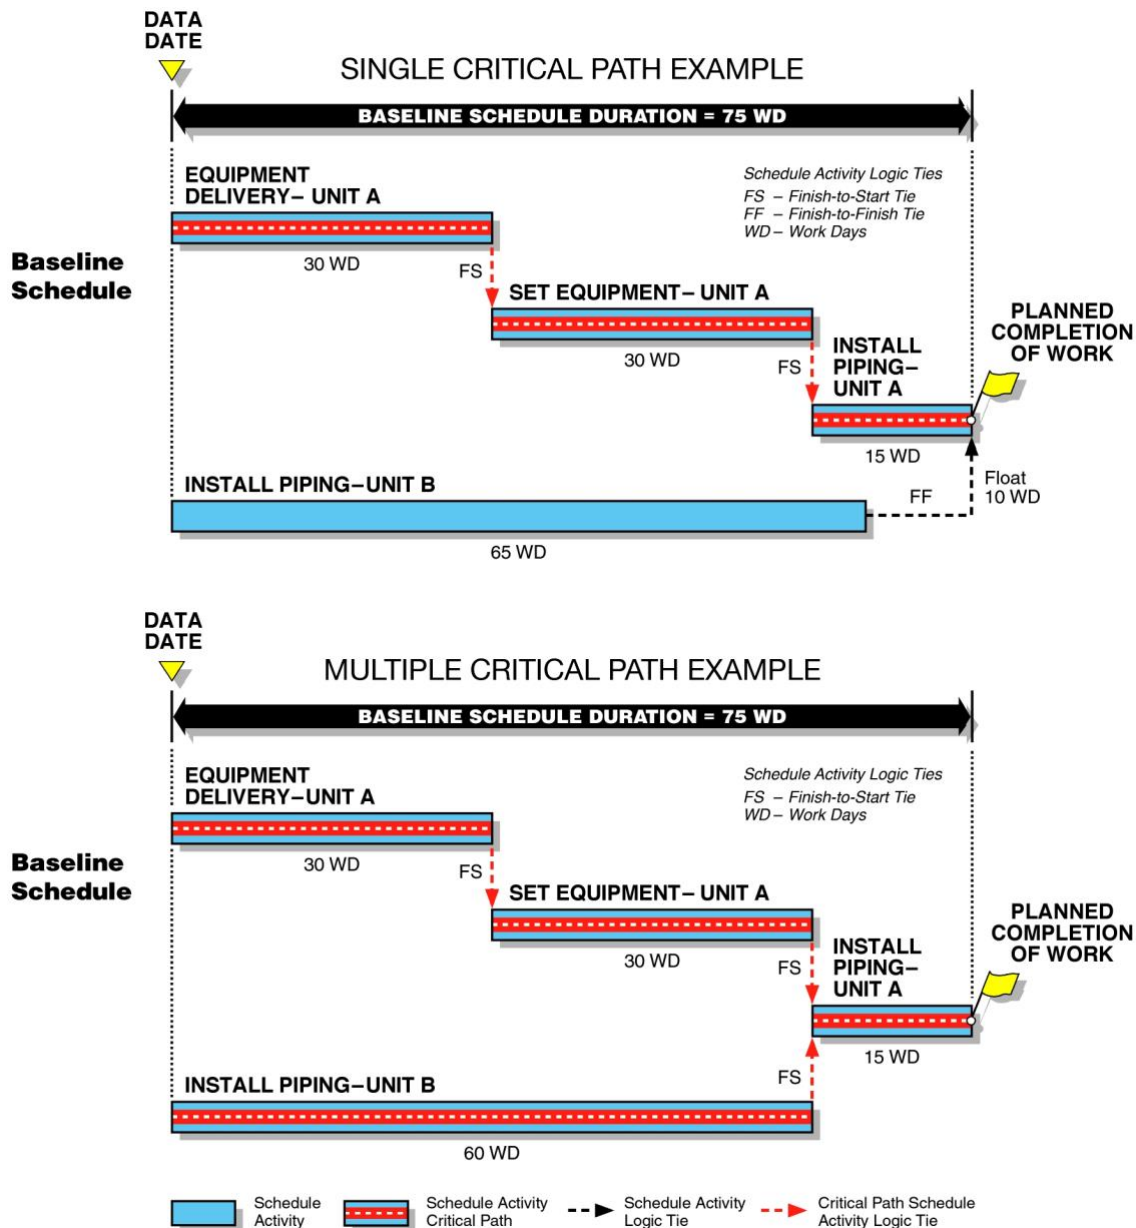 DATA
DATE
SINGLE CRITICAL PATH EXAMPLE
BASELINE SCHEDULE DURATION = 75 WD
EQUIPMENT
DELIVERY– UNIT A
Schedule Activity Logic Ties
FS – Finish-to-Start Tie
FF – Finish-to-Finish Tie
WD – Work Days
Baseline
Schedule
30 WD
FS
SET EQUIPMENT– UNIT A
30 WD
FS
INSTALL
PIPING–
UNIT A
PLANNED
COMPLETION
OF WORK
15 WD
INSTALL PIPING–UNIT B
FF
Float
10 WD
65 WD
DATA
DATE
MULTIPLE CRITICAL PATH EXAMPLE
BASELINE SCHEDULE DURATION = 75 WD
EQUIPMENT
DELIVERY–UNIT A
Schedule Activity Logic Ties
FS – Finish-to-Start Tie
WD – Work Days
Baseline
Schedule
30 WD
FS
SET EQUIPMENT– UNIT A
30 WD
FS
INSTALL
PIPING–
UNIT A
PLANNED
COMPLETION
OF WORK
15 WD
FS
INSTALL PIPING–UNIT B
60 WD
Schedule
Activity
Schedule Activity
Critical Path
Schedule Activity
Logic Tie
Critical Path Schedule
Activity Logic Tie